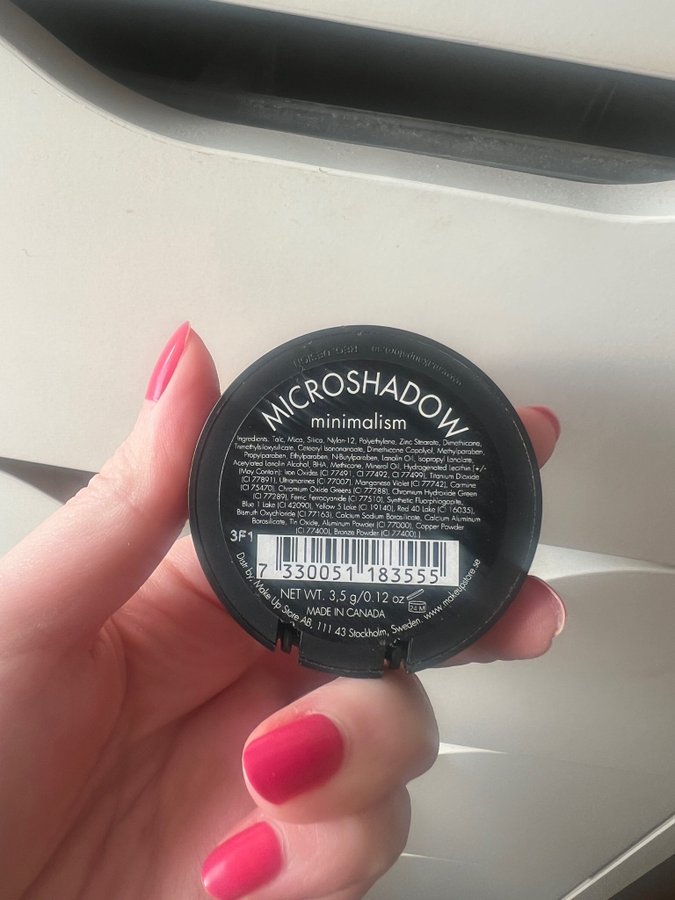 REG. DESIGN
MICROSHADOW
minimalism
Ingredients: Talc, Mica, Silica, Nylon-12, Polyethylene, Zinc Stearate, Dimethicone,
Trimethylsiloxysilicate, Cetearyl Isononanoate, Dimethicone Copolyol, Methylparaben,
Propylparaben, Ethylparaben, N-Butylparaben, Lanolin Oil, Isopropyl Lanolate,
Acetylated Lanolin Alcohol, BHA, Methicone, Mineral Oil, Hydrogenated Lecithin [+/-
(May Contain): Iron Oxides (CI 77491, CI 77492, CI 77499), Titanium Dioxide
(CI 77891), Ultramarines (CI 77007), Manganese Violet (CI 77742), Carmine
(CI 75470), Chromium Oxide Greens (CI 77288), Chromium Hydroxide Green
(CI 77289), Ferric Ferrocyanide (CI 77510), Synthetic Fluorphlogopite,
Blue 1 Lake (CI 42090), Yellow 5 Lake (CI 19140), Red 40 Lake (CI 16035),
Bismuth Oxychloride (CI 77163), Calcium Sodium Borosilicate, Calcium Aluminum
Borosilicate, Tin Oxide, Aluminum Powder (CI 77000), Copper Powder
(CI 77400), Bronze Powder (CI 77400).]
3F1
7 330051 183555
NET WT. 3,5 g/0.12 oz
24 M
MADE IN CANADA
Distr by: Make Up Store AB, 111 43 Stockholm, Sweden. www.makeupstore.se